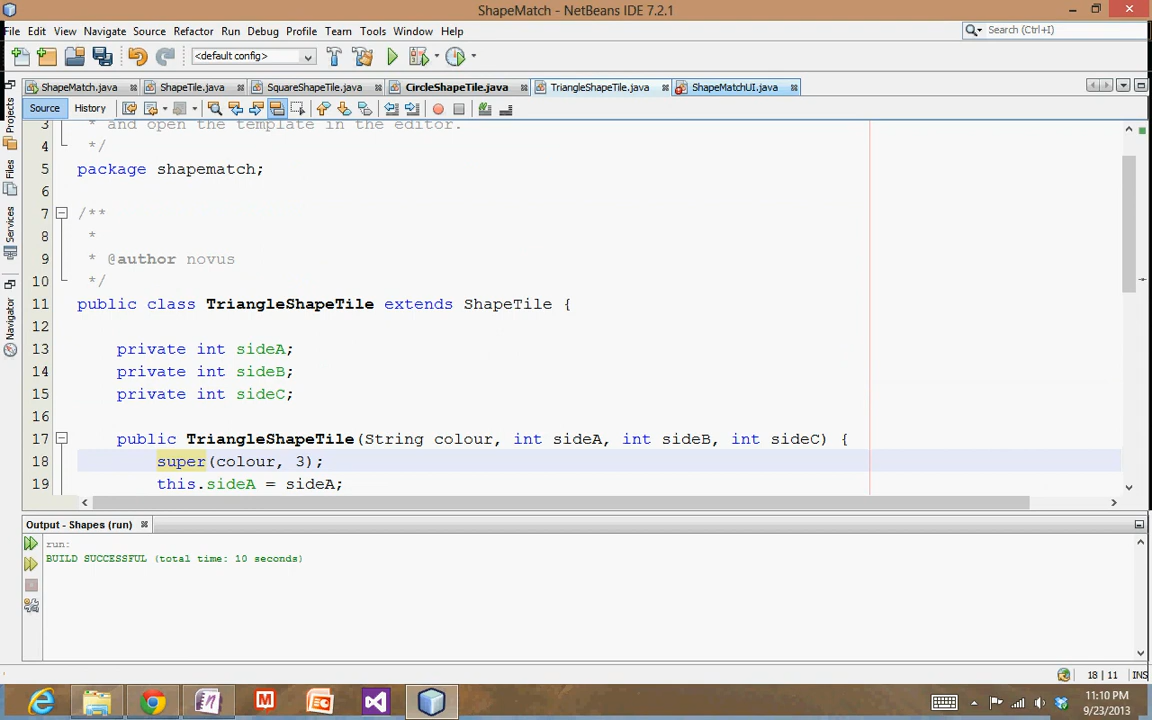 ShapeMatch - NetBeans IDE 7.2.1
File Edit View Navigate Source Refactor Run Debug Profile Team Tools Window Help
Search (Ctrl+I)
<default config>
ShapeMatch.java
ShapeTile.java
SquareShapeTile.java
CircleShapeTile.java
TriangleShapeTile.java
ShapeMatchUI.java
Source History
Projects
Files
Services
Navigator
3 * and open the template in the editor.
4 */
5 package shapematch;
6
7 /**
8 *
9 * @author novus
10 */
11 public class TriangleShapeTile extends ShapeTile {
12
13 private int sideA;
14 private int sideB;
15 private int sideC;
16
17 public TriangleShapeTile(String colour, int sideA, int sideB, int sideC) {
18 super(colour, 3);
19 this.sideA = sideA;
Output - Shapes (run)
run:
BUILD SUCCESSFUL (total time: 10 seconds)
18 | 11 INS
11:10 PM
9/23/2013